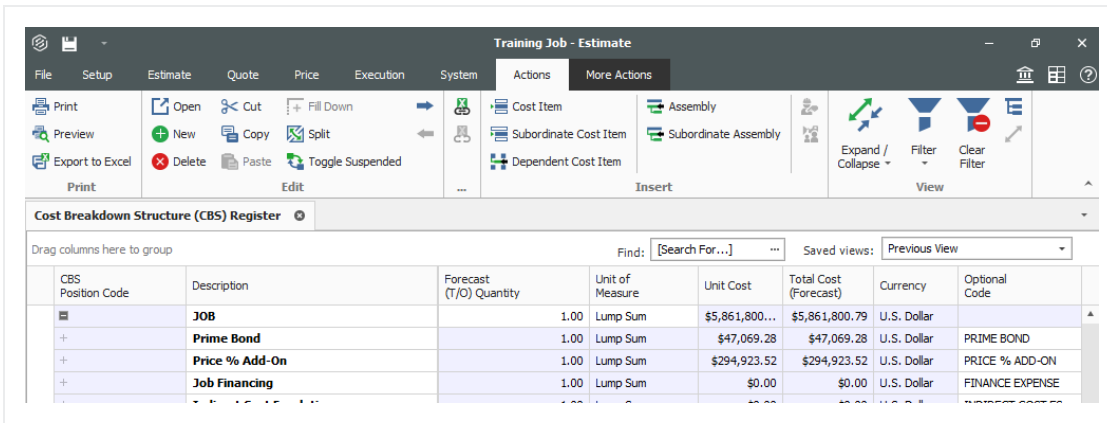 Training Job - Estimate
File Setup Estimate Quote Price Execution System Actions More Actions
Print Open Cut Fill Down Cost Item Assembly
Preview New Copy Split Subordinate Cost Item Subordinate Assembly
Export to Excel Delete Paste Toggle Suspended Dependent Cost Item
Expand / Collapse Filter Clear Filter
Print Edit ... Insert View
Cost Breakdown Structure (CBS) Register
Drag columns here to group Find: [Search For...] ... Saved views: Previous View
CBS Position Code Description Forecast (T/O) Quantity Unit of Measure Unit Cost Total Cost (Forecast) Currency Optional Code
JOB 1.00 Lump Sum $5,861,800... $5,861,800.79 U.S. Dollar
Prime Bond 1.00 Lump Sum $47,069.28 $47,069.28 U.S. Dollar PRIME BOND
Price % Add-On 1.00 Lump Sum $294,923.52 $294,923.52 U.S. Dollar PRICE % ADD-ON
Job Financing 1.00 Lump Sum $0.00 $0.00 U.S. Dollar FINANCE EXPENSE